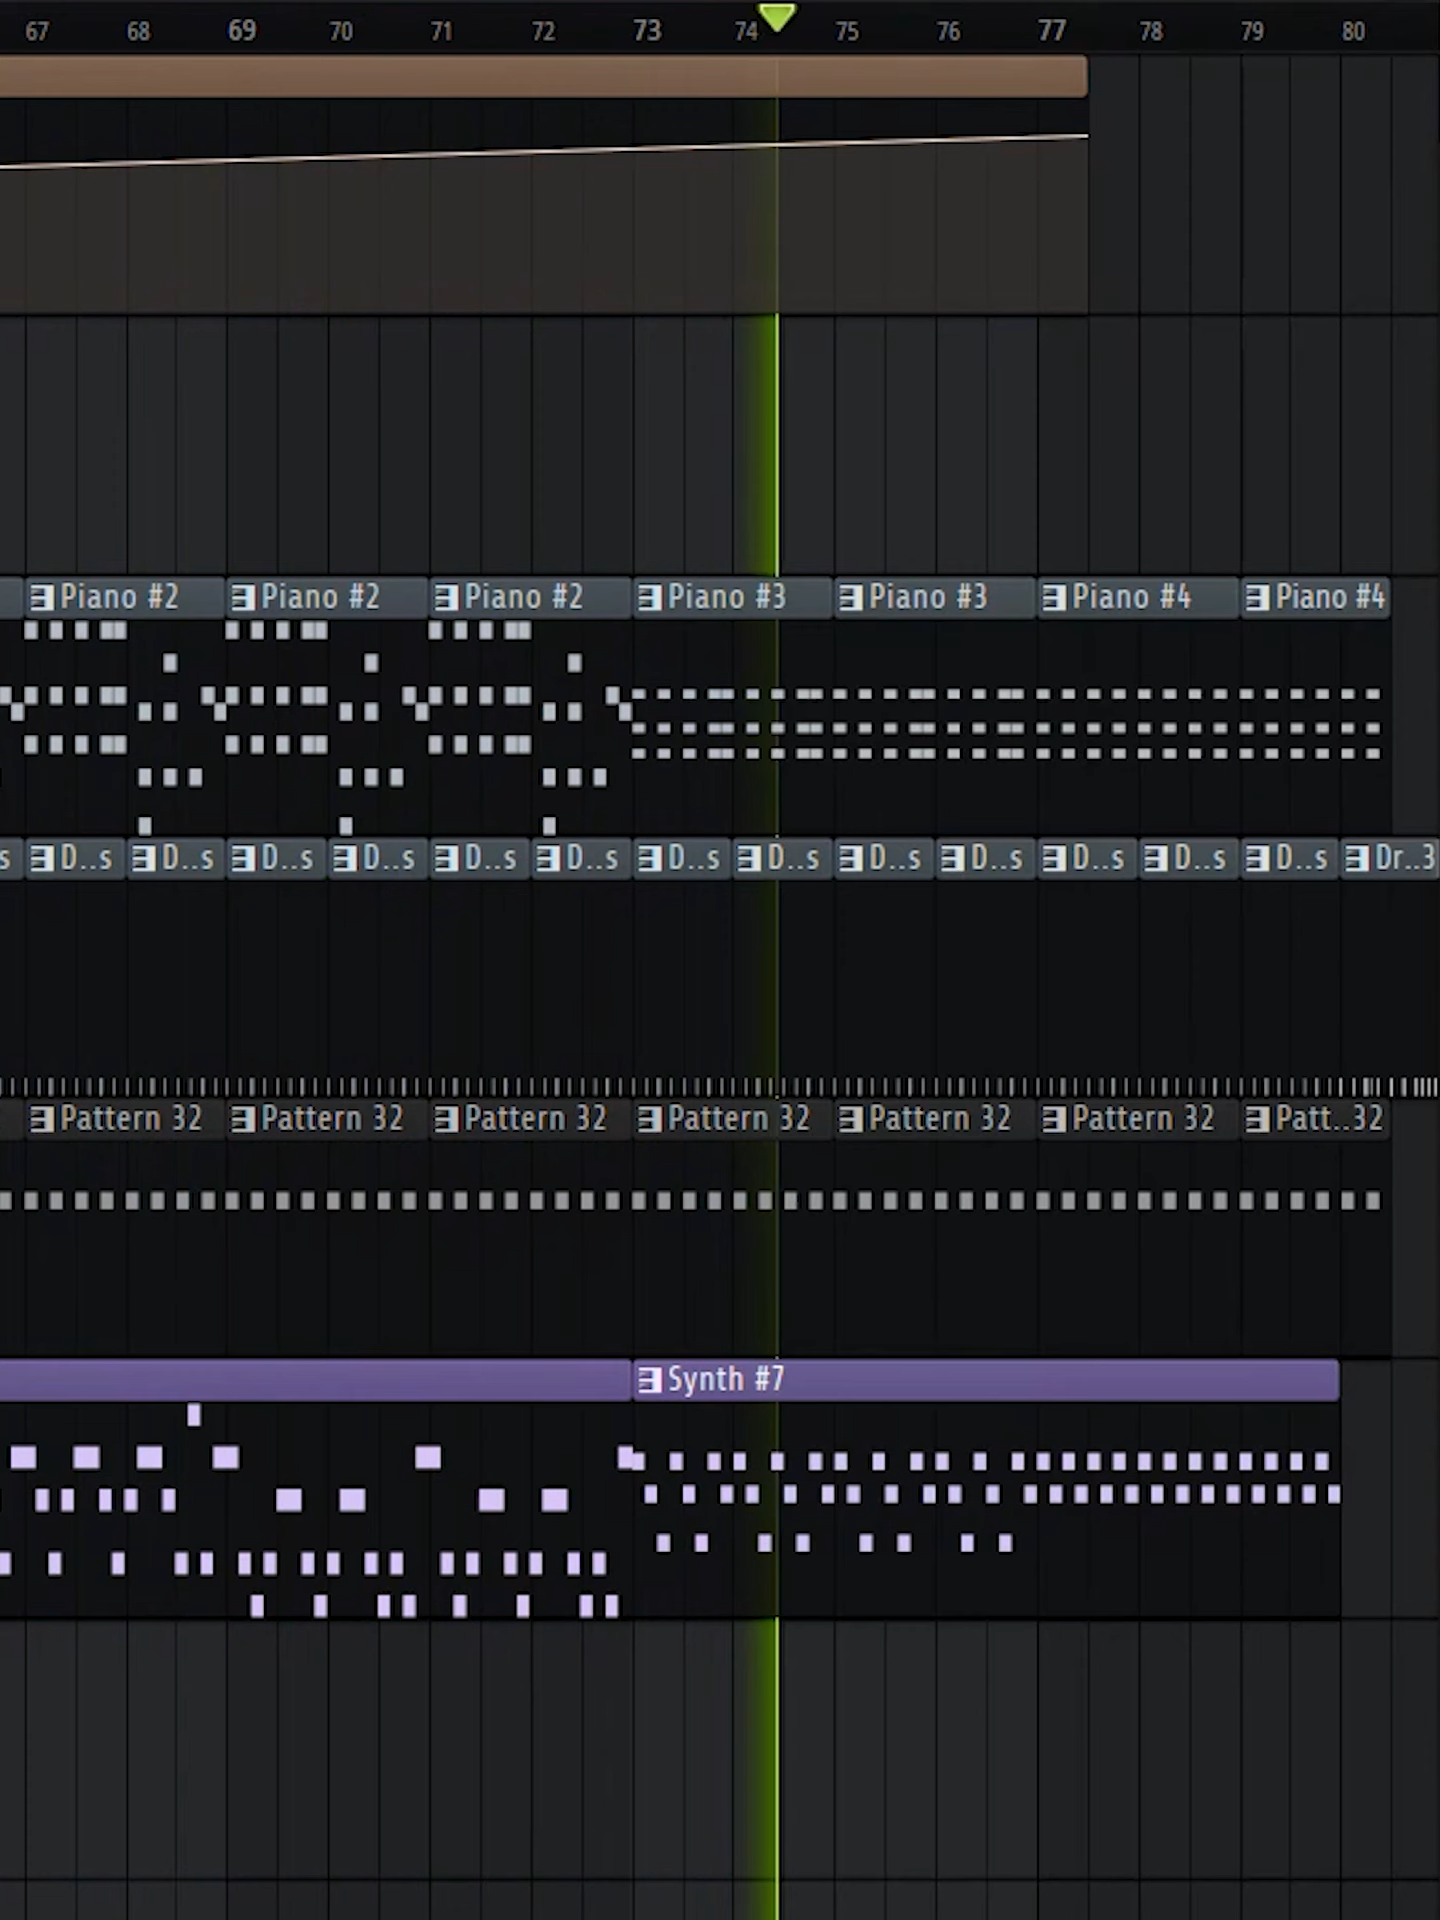 67 68 69 70 71 72 73 74 75 76 77 78 79 80
Piano #2 Piano #2 Piano #2 Piano #3 Piano #3 Piano #4 Piano #4
s D..s D..s D..s D..s D..s D..s D..s D..s D..s D..s D..s D..s D..s Dr..3
Pattern 32 Pattern 32 Pattern 32 Pattern 32 Pattern 32 Pattern 32 Patt..32
Synth #7